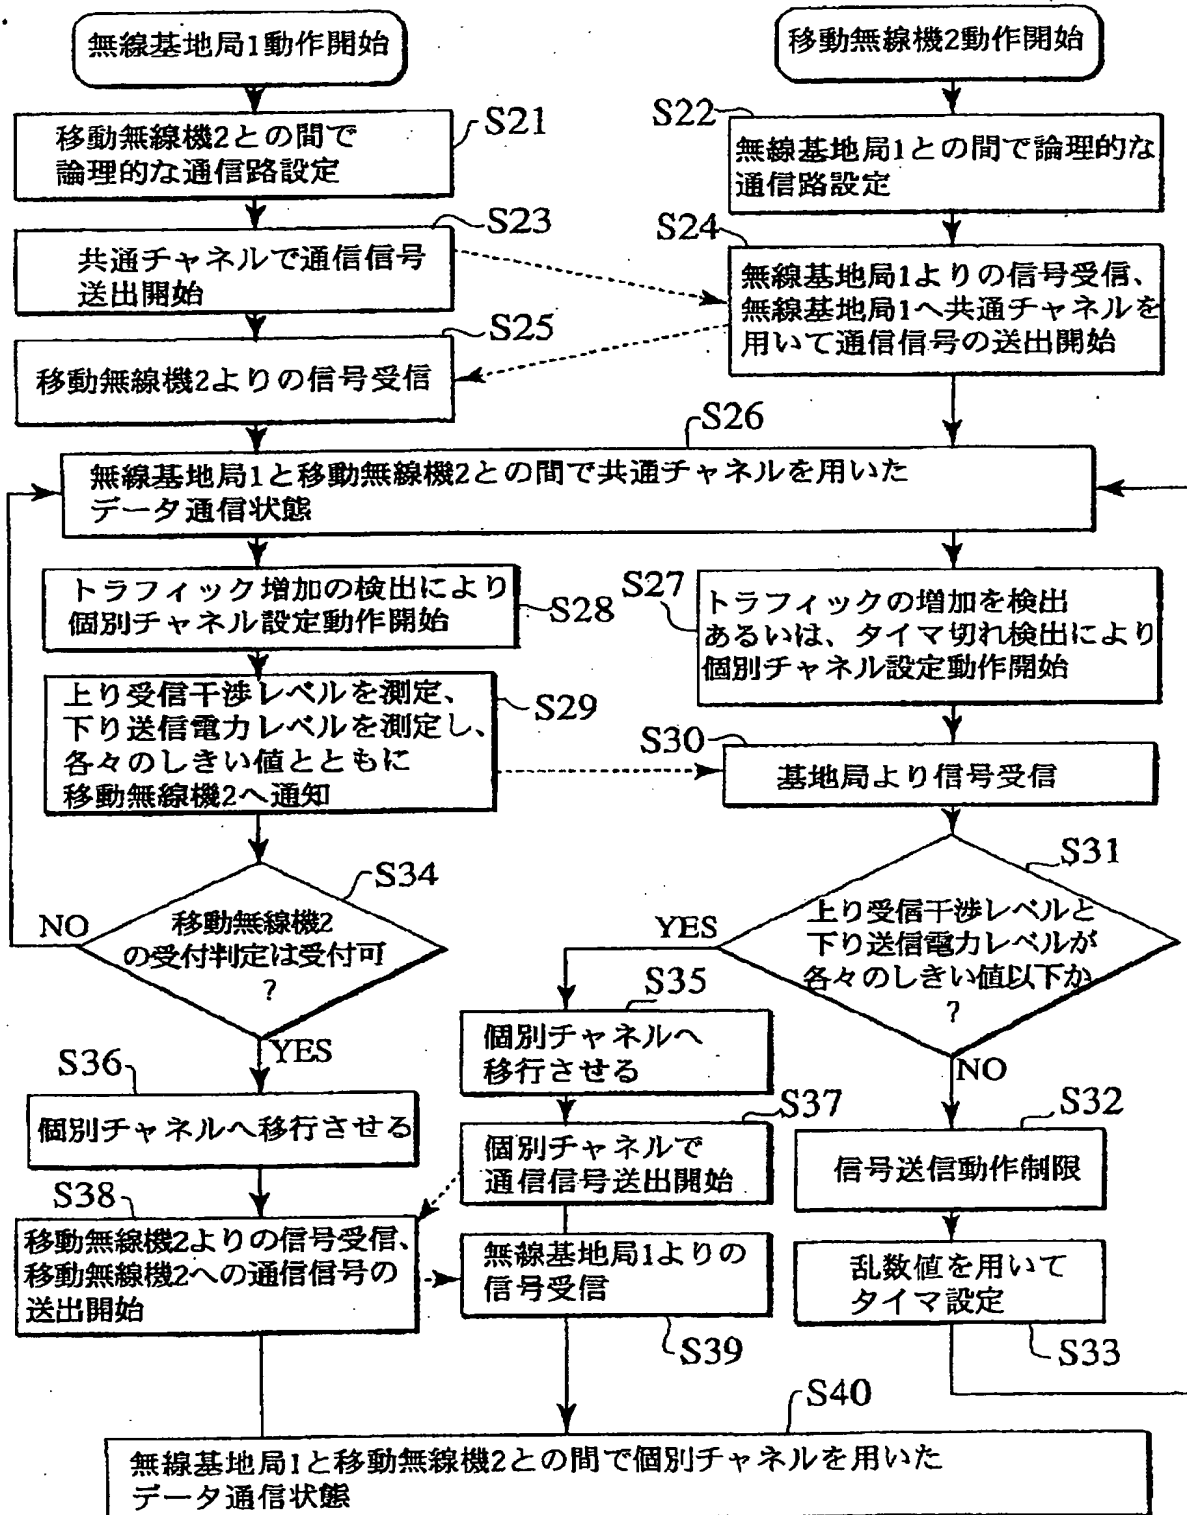 無線基地局1動作開始
移動無線機2動作開始
S21
移動無線機2との間で
論理的な通信路設定
S22
無線基地局1との間で論理的な
通信路設定
S23
共通チャネルで通信信号
送出開始
S24
無線基地局1よりの信号受信、
無線基地局1へ共通チャネルを
用いて通信信号の送出開始
S25
移動無線機2よりの信号受信
S26
無線基地局1と移動無線機2との間で共通チャネルを用いた
データ通信状態
トラフィック増加の検出により
個別チャネル設定動作開始
S28
S27
トラフィックの増加を検出
あるいは、タイマ切れ検出により
個別チャネル設定動作開始
上り受信干渉レベルを測定、
下り送信電力レベルを測定し、
各々のしきい値とともに
移動無線機2へ通知
S29
S30
基地局より信号受信
S34
NO
移動無線機2
の受付判定は受付可
?
YES
S31
YES
上り受信干渉レベルと
下り送信電力レベルが
各々のしきい値以下か
?
NO
S35
個別チャネルへ
移行させる
S36
個別チャネルへ移行させる
S37
個別チャネルで
通信信号送出開始
S32
信号送信動作制限
S38
移動無線機2よりの信号受信、
移動無線機2への通信信号の
送出開始
無線基地局1よりの
信号受信
S39
乱数値を用いて
タイマ設定
S33
S40
無線基地局1と移動無線機2との間で個別チャネルを用いた
データ通信状態